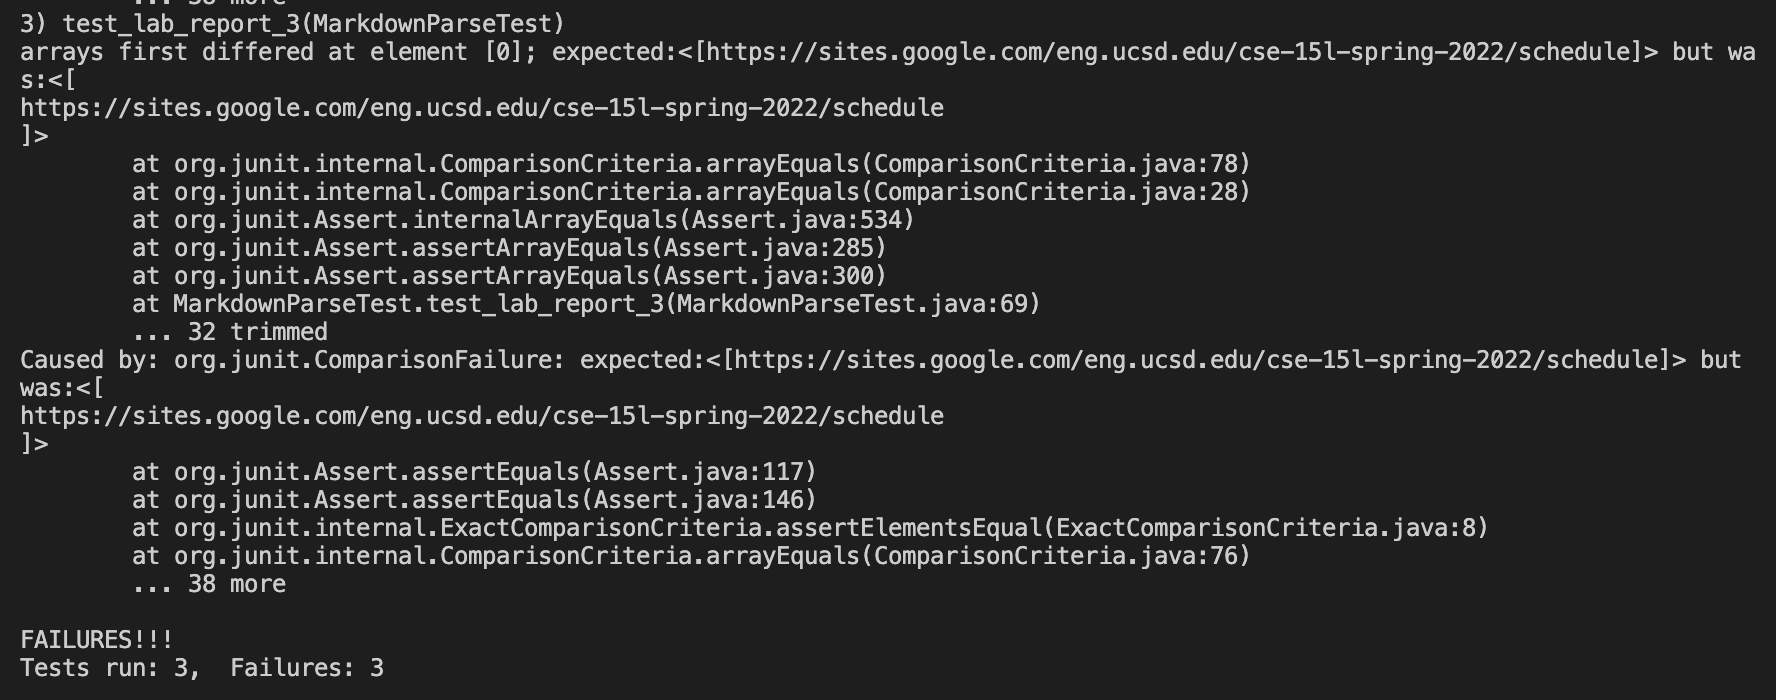 ... 38 more
3) test_lab_report_3(MarkdownParseTest)
arrays first differed at element [0]; expected:<[https://sites.google.com/eng.ucsd.edu/cse-15l-spring-2022/schedule]> but wa
s:<[
https://sites.google.com/eng.ucsd.edu/cse-15l-spring-2022/schedule
]>
        at org.junit.internal.ComparisonCriteria.arrayEquals(ComparisonCriteria.java:78)
        at org.junit.internal.ComparisonCriteria.arrayEquals(ComparisonCriteria.java:28)
        at org.junit.Assert.internalArrayEquals(Assert.java:534)
        at org.junit.Assert.assertArrayEquals(Assert.java:285)
        at org.junit.Assert.assertArrayEquals(Assert.java:300)
        at MarkdownParseTest.test_lab_report_3(MarkdownParseTest.java:69)
        ... 32 trimmed
Caused by: org.junit.ComparisonFailure: expected:<[https://sites.google.com/eng.ucsd.edu/cse-15l-spring-2022/schedule]> but
was:<[
https://sites.google.com/eng.ucsd.edu/cse-15l-spring-2022/schedule
]>
        at org.junit.Assert.assertEquals(Assert.java:117)
        at org.junit.Assert.assertEquals(Assert.java:146)
        at org.junit.internal.ExactComparisonCriteria.assertElementsEqual(ExactComparisonCriteria.java:8)
        at org.junit.internal.ComparisonCriteria.arrayEquals(ComparisonCriteria.java:76)
        ... 38 more
FAILURES!!!
Tests run: 3,  Failures: 3